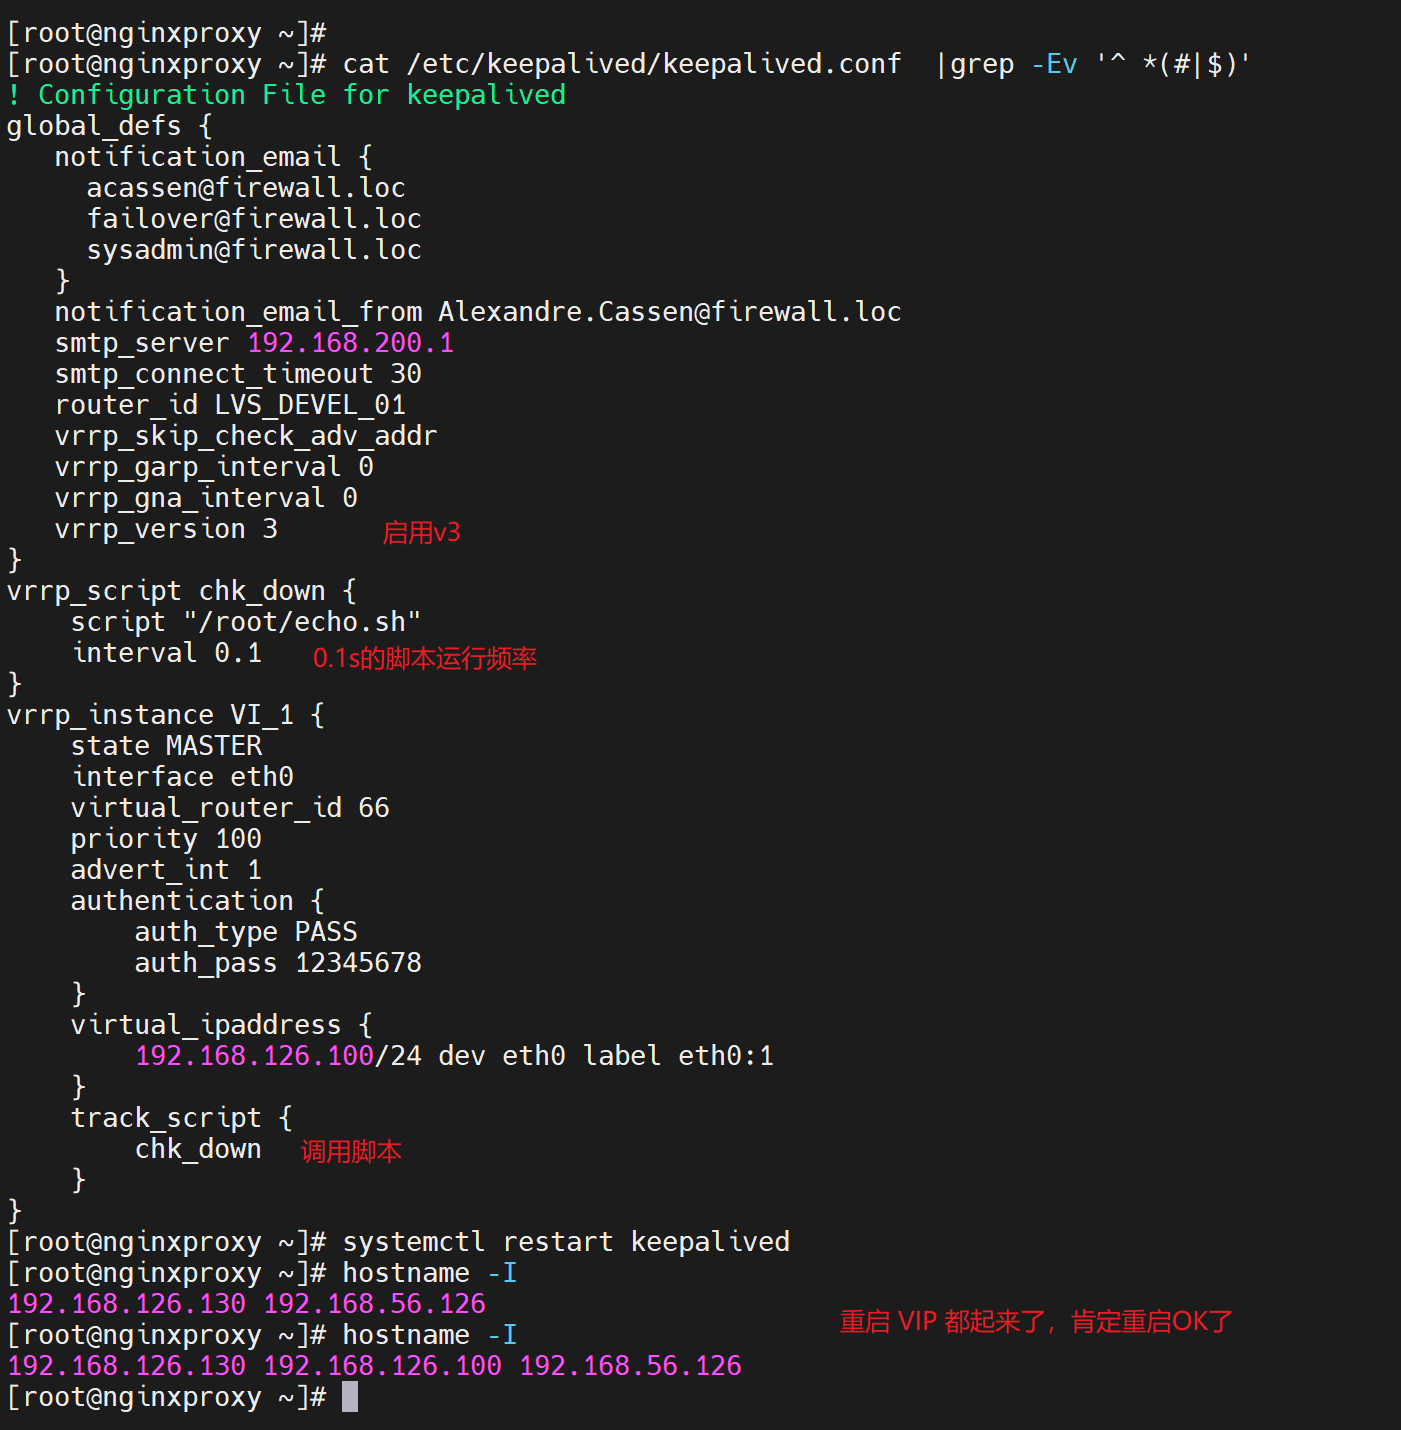 [root@nginxproxy ~]#
[root@nginxproxy ~]# cat /etc/keepalived/keepalived.conf  |grep -Ev '^ *(#|$)'
! Configuration File for keepalived
global_defs {
   notification_email {
     acassen@firewall.loc
     failover@firewall.loc
     sysadmin@firewall.loc
   }
   notification_email_from Alexandre.Cassen@firewall.loc
   smtp_server 192.168.200.1
   smtp_connect_timeout 30
   router_id LVS_DEVEL_01
   vrrp_skip_check_adv_addr
   vrrp_garp_interval 0
   vrrp_gna_interval 0
   vrrp_version 3 启用v3
}
vrrp_script chk_down {
    script "/root/echo.sh"
    interval 0.1 0.1s的脚本运行频率
}
vrrp_instance VI_1 {
    state MASTER
    interface eth0
    virtual_router_id 66
    priority 100
    advert_int 1
    authentication {
        auth_type PASS
        auth_pass 12345678
    }
    virtual_ipaddress {
        192.168.126.100/24 dev eth0 label eth0:1
    }
    track_script {
        chk_down 调用脚本
    }
}
[root@nginxproxy ~]# systemctl restart keepalived
[root@nginxproxy ~]# hostname -I
192.168.126.130 192.168.56.126
重启 VIP 都起来了，肯定重启OK了
[root@nginxproxy ~]# hostname -I
192.168.126.130 192.168.126.100 192.168.56.126
[root@nginxproxy ~]#